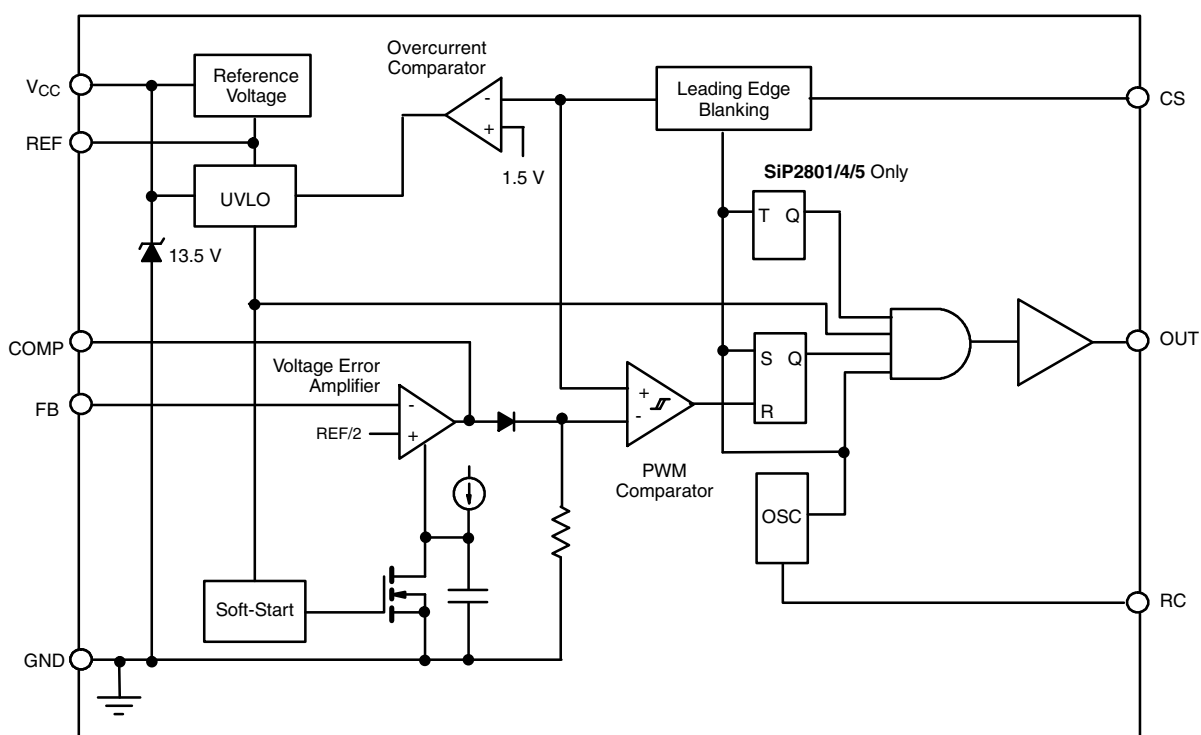 Overcurrent
Comparator
VCC
Reference
Voltage
-
+
1.5 V
Leading Edge
Blanking
CS
REF
UVLO
SiP2801/4/5 Only
T Q
13.5 V
COMP
Voltage Error
Amplifier
FB
-
REF/2
+
+
-
PWM
Comparator
S Q
R
OUT
OSC
Soft-Start
RC
GND